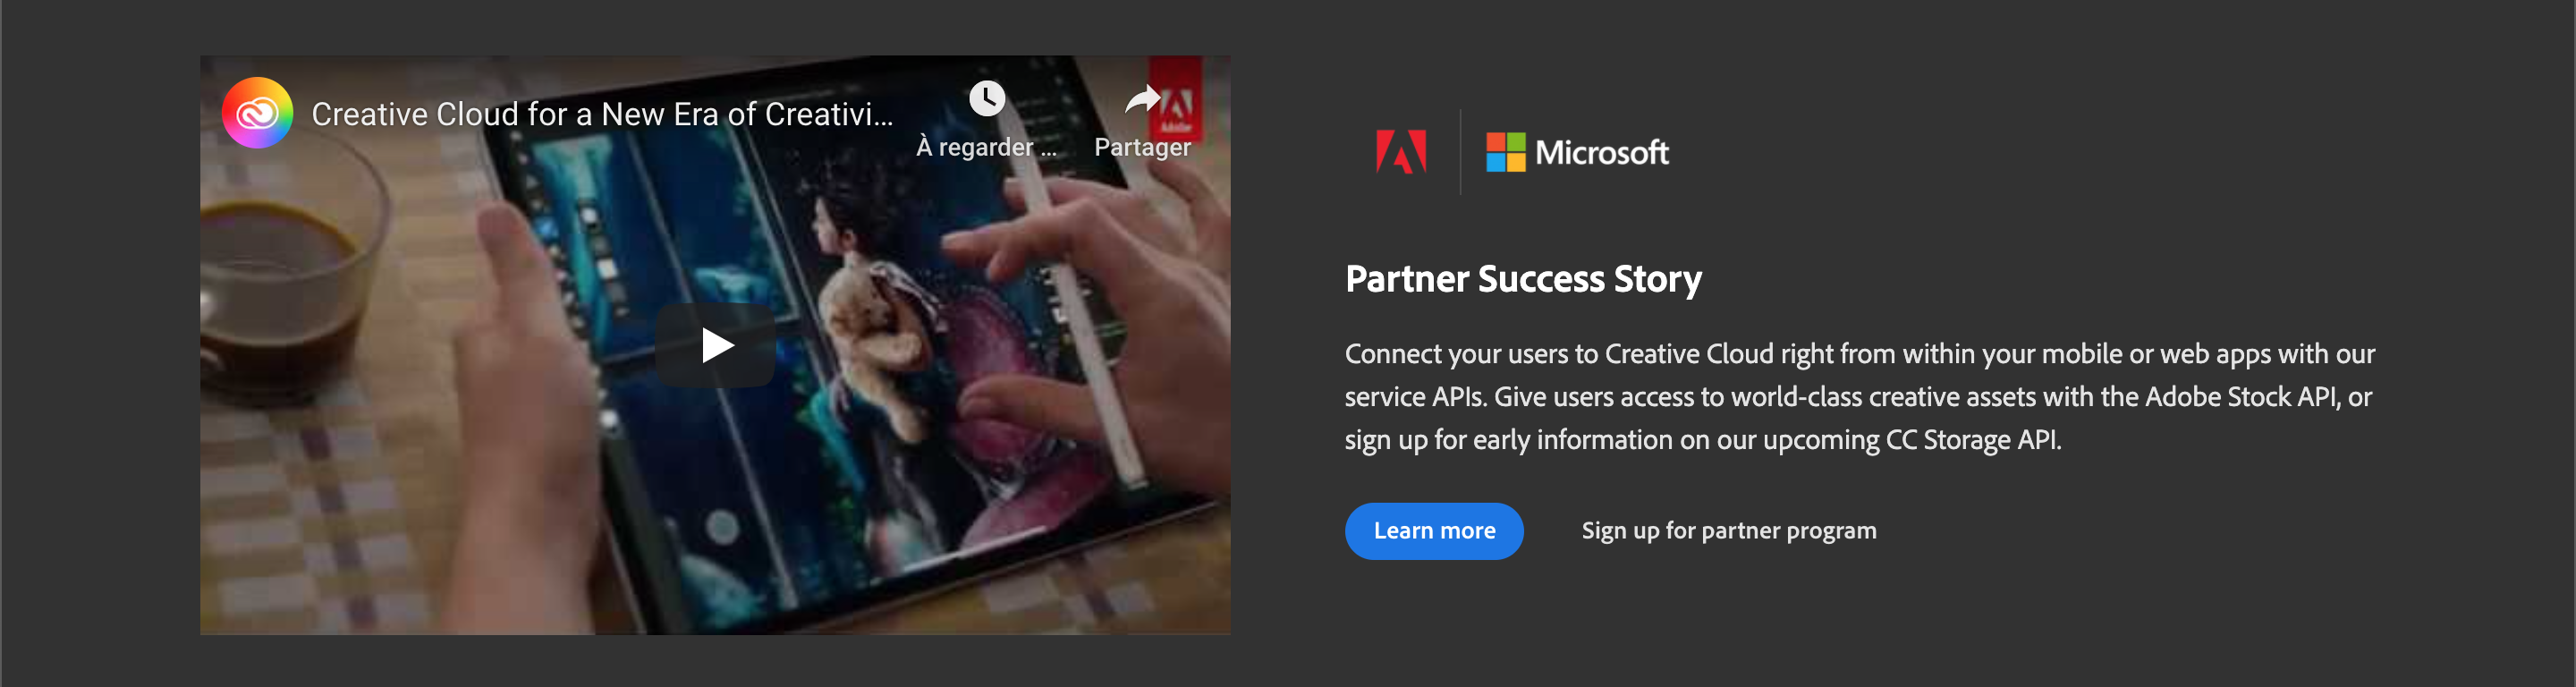 Creative Cloud for a New Era of Creativi...
À regarder ...
Partager
Adobe
Microsoft
Partner Success Story
Connect your users to Creative Cloud right from within your mobile or web apps with our
service APIs. Give users access to world-class creative assets with the Adobe Stock API, or
sign up for early information on our upcoming CC Storage API.
Learn more
Sign up for partner program